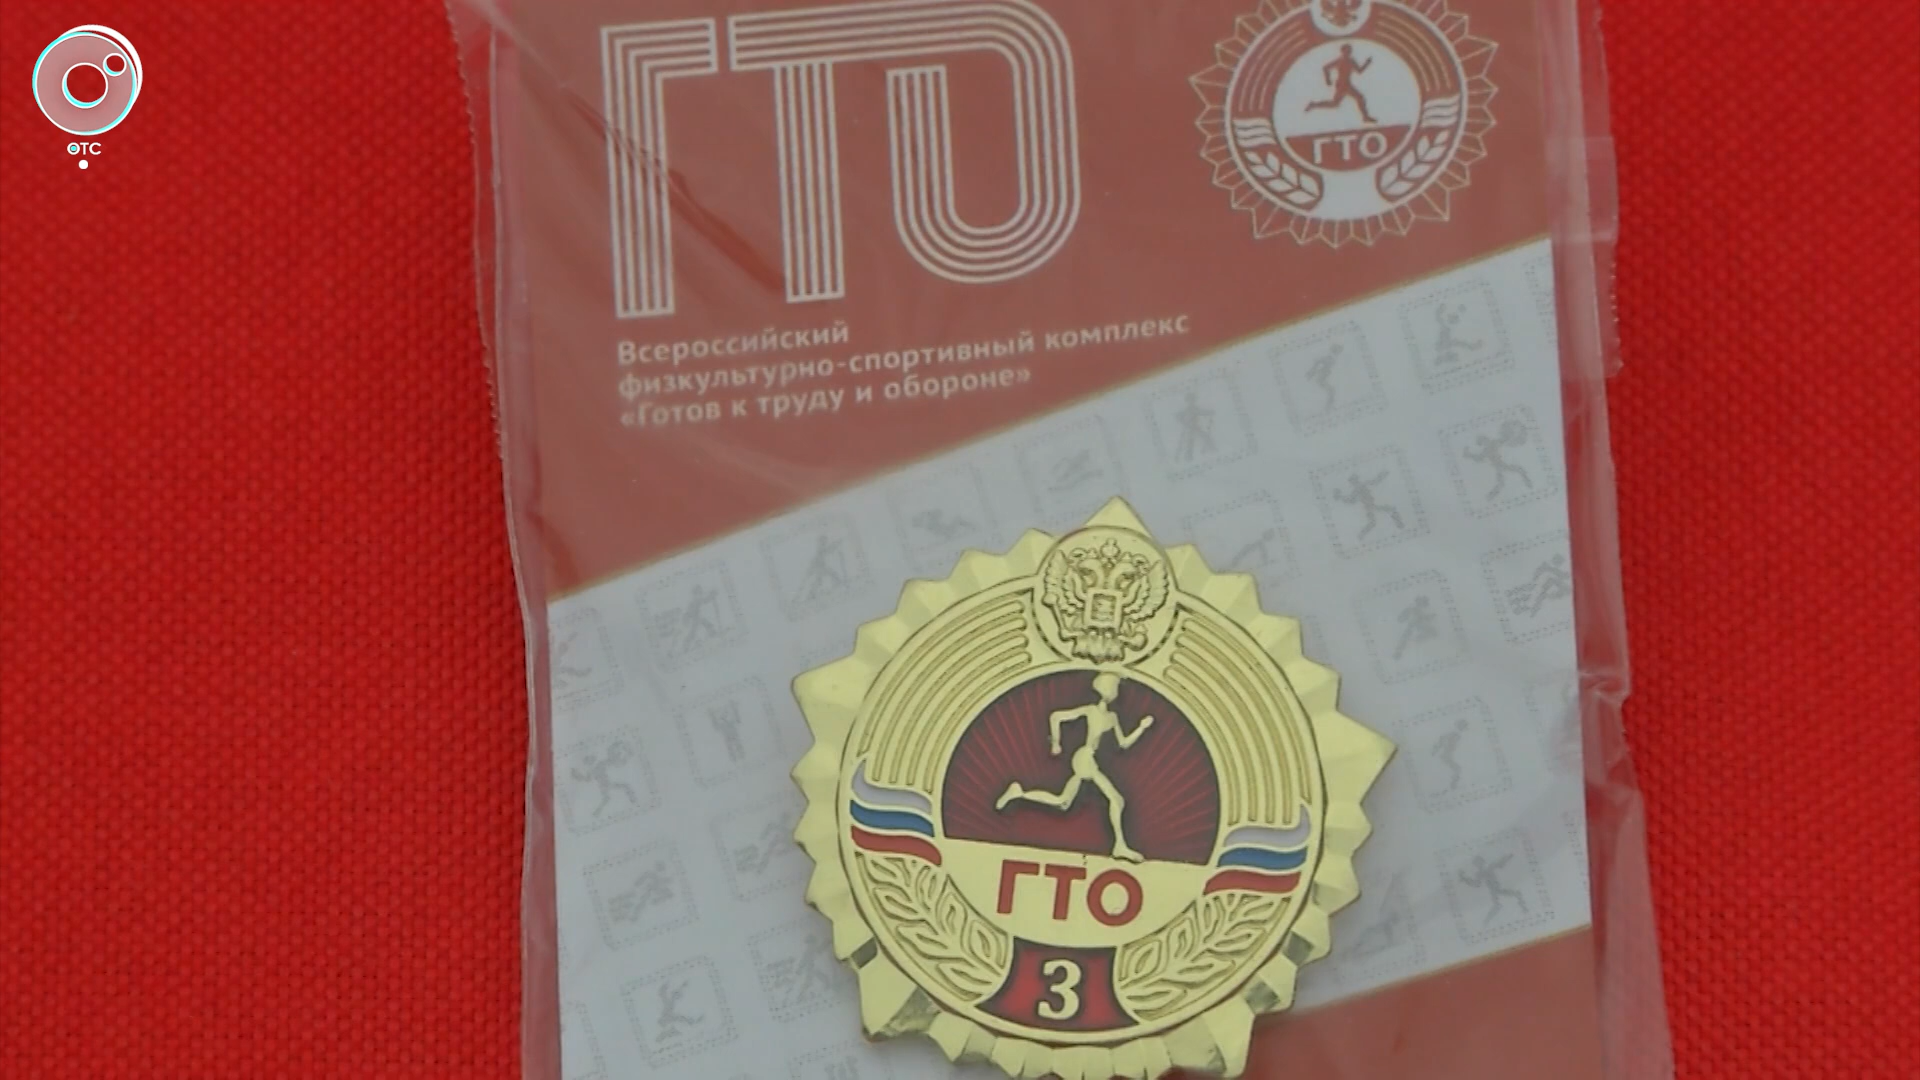 ОТС
ГТО
ГТО
Всероссийский
физкультурно-спортивный комплекс
«Готов к труду и обороне»
ГТО
3